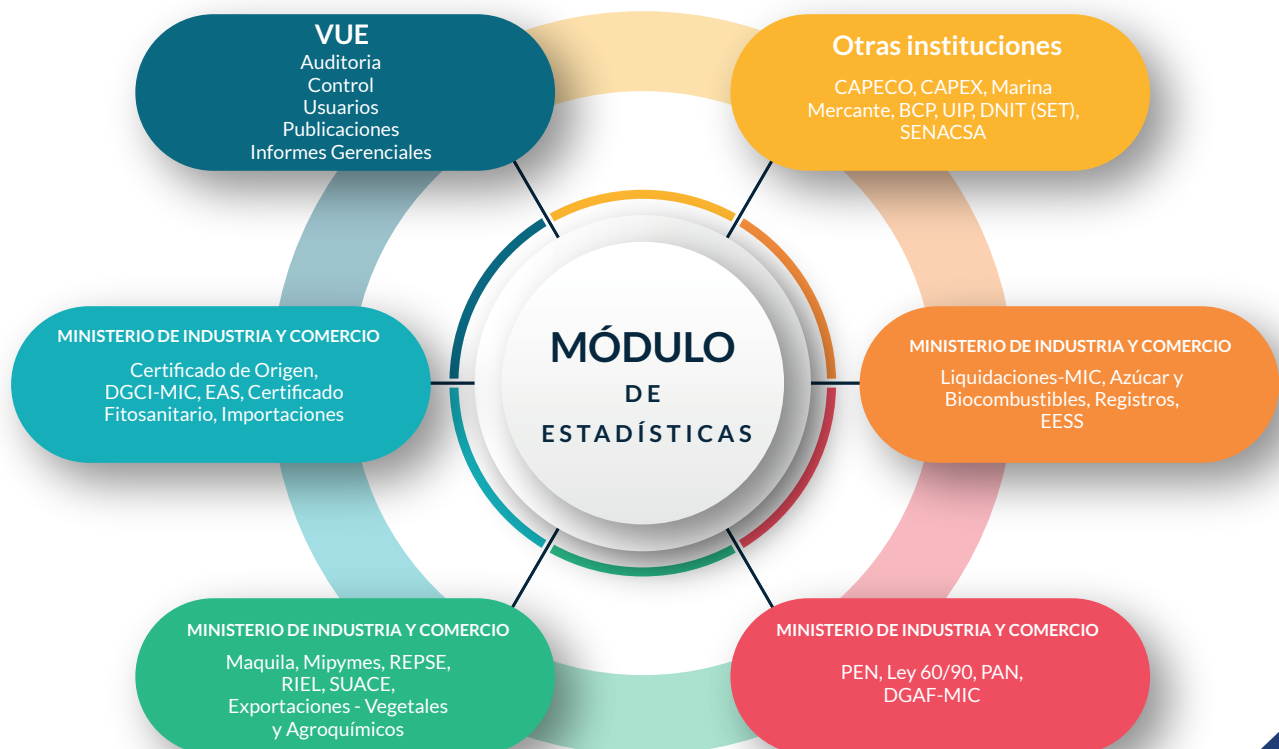 VUE
Auditoria
Control
Usuarios
Publicaciones
Informes Gerenciales
Otras instituciones
CAPECO, CAPEX, Marina
Mercante, BCP, UIP, DNIT (SET),
SENACSA
MINISTERIO DE INDUSTRIA Y COMERCIO
Certificado de Origen,
DGCI-MIC, EAS, Certificado
Fitosanitario, Importaciones
MÓDULO
DE
ESTADÍSTICAS
MINISTERIO DE INDUSTRIA Y COMERCIO
Liquidaciones-MIC, Azúcar y
Biocombustibles, Registros,
EESS
MINISTERIO DE INDUSTRIA Y COMERCIO
Maquila, Mipymes, REPSE,
RIEL, SUACE,
Exportaciones - Vegetales
y Agroquímicos
MINISTERIO DE INDUSTRIA Y COMERCIO
PEN, Ley 60/90, PAN,
DGAF-MIC